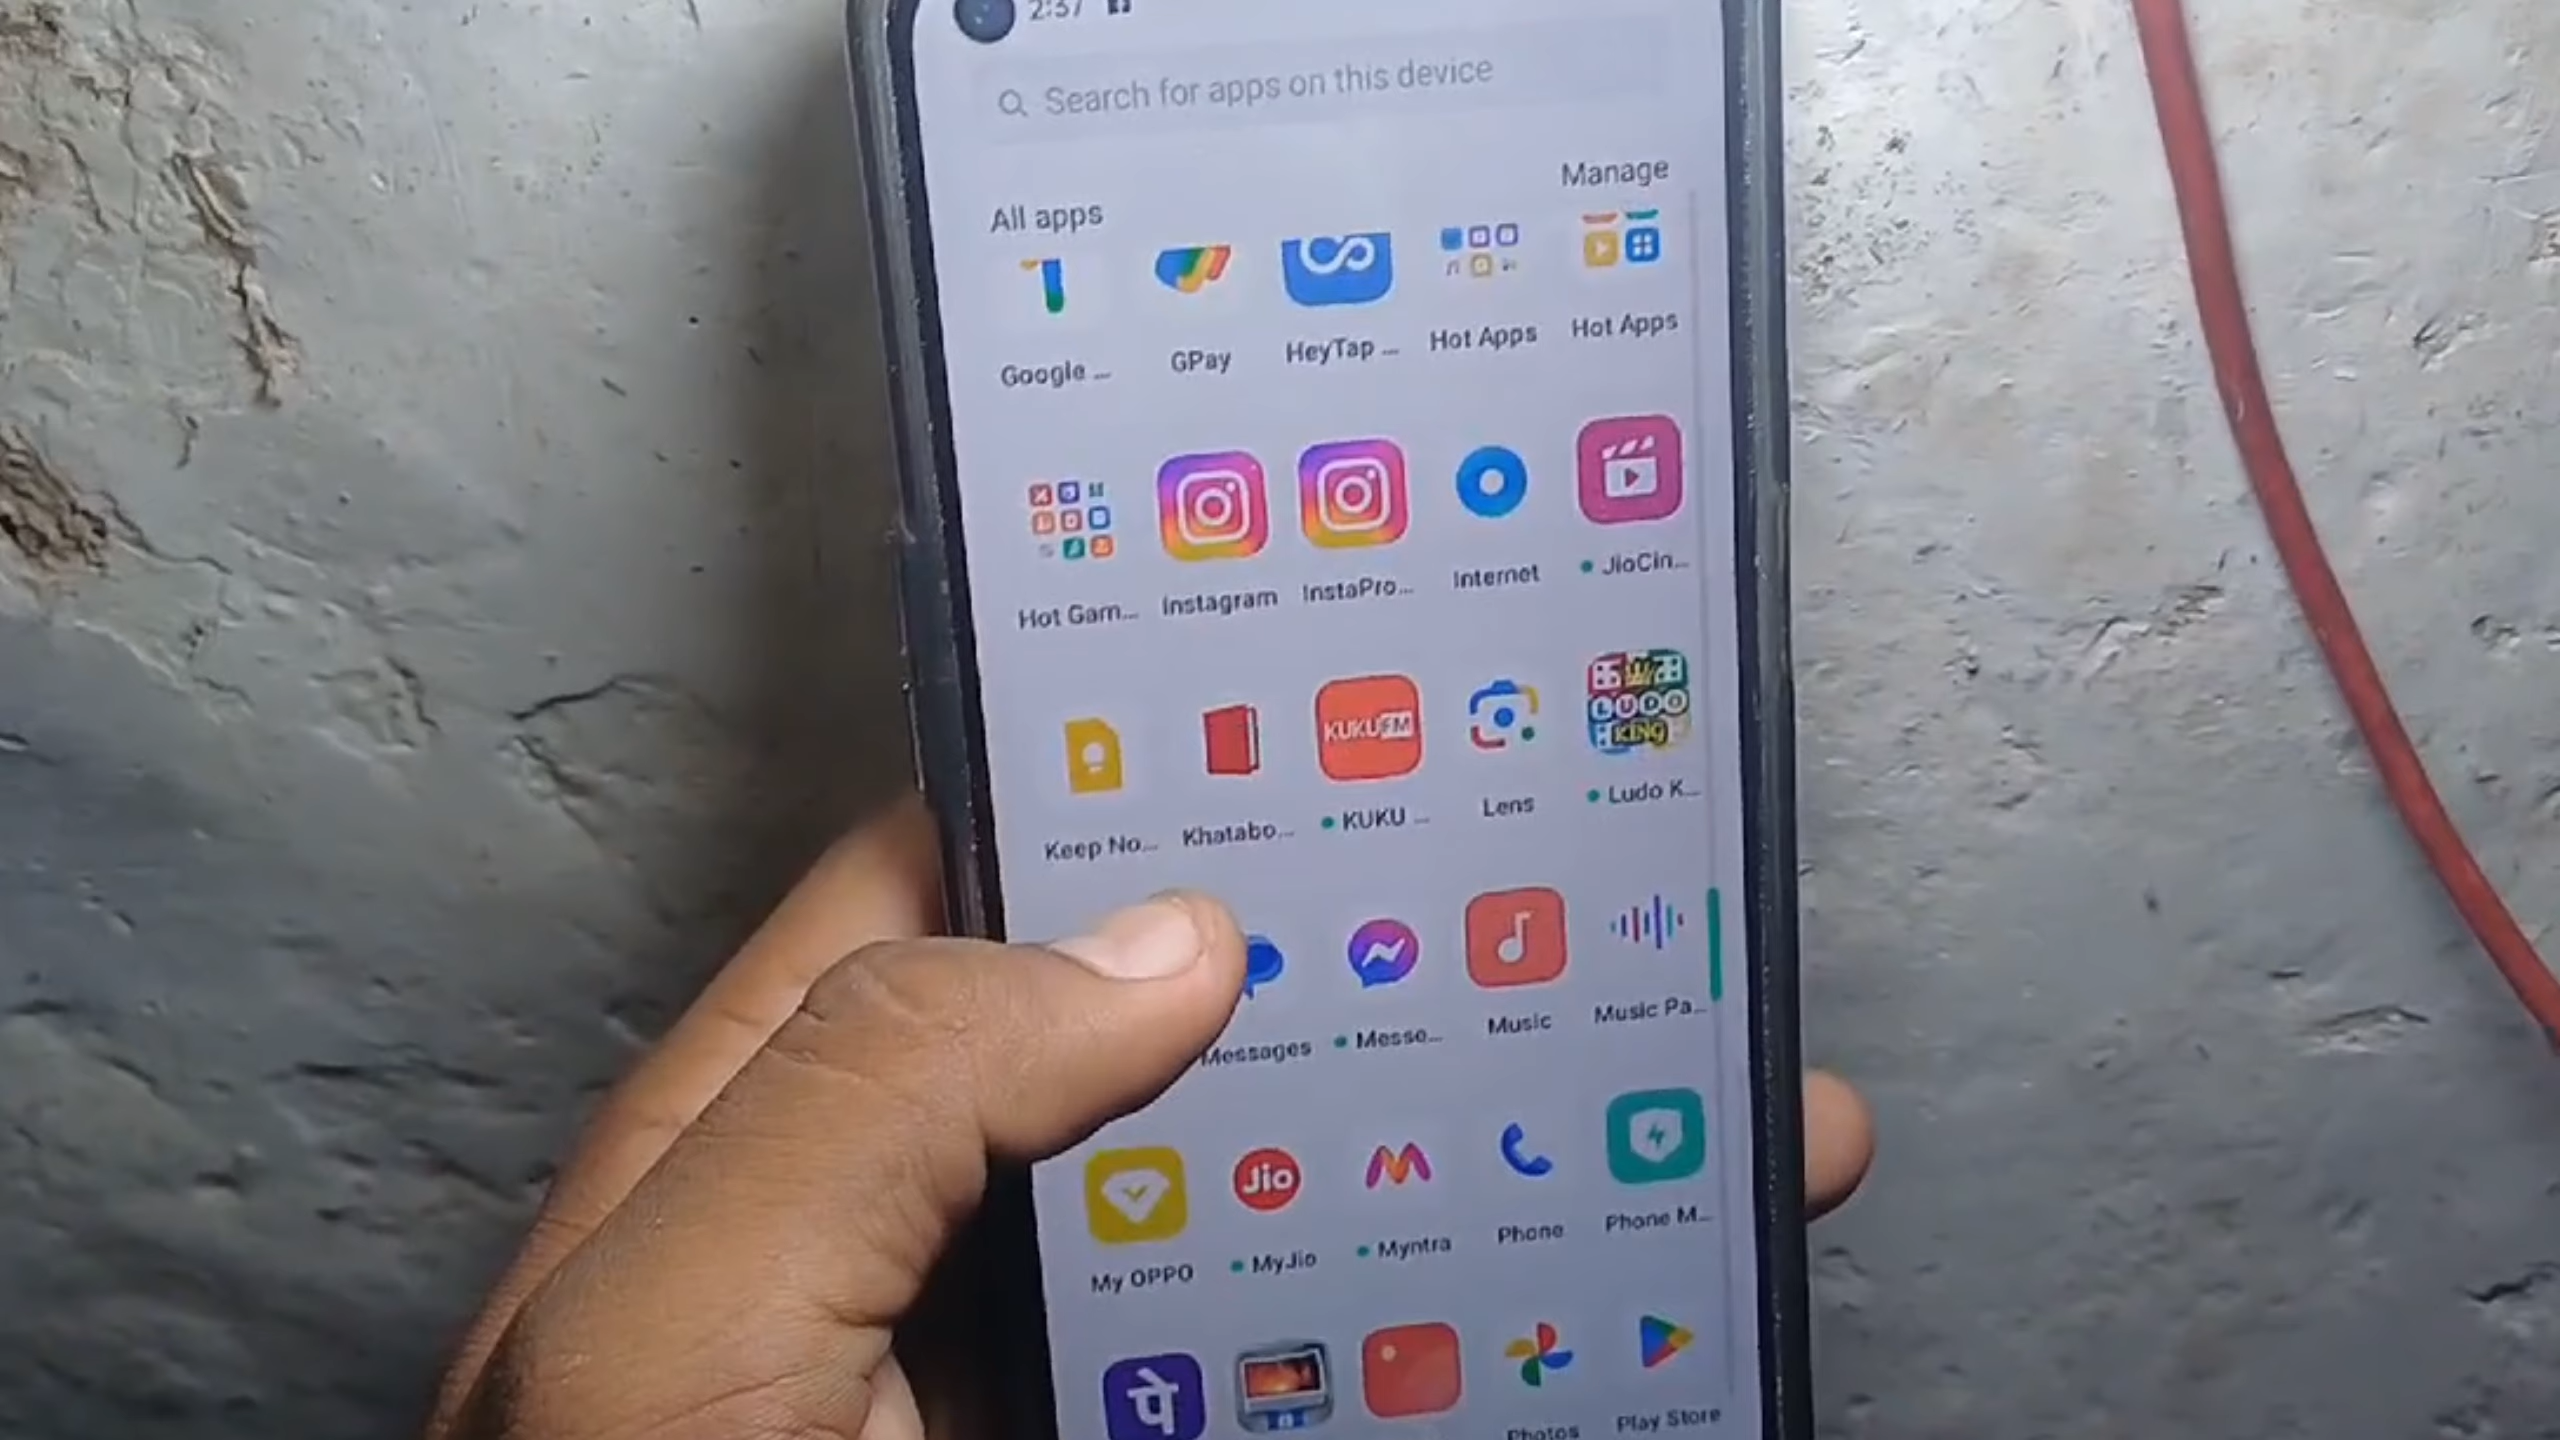 2:37
Search for apps on this device
Manage
All apps
Google ...
GPay
HeyTap ...
Hot Apps
Hot Apps
Hot Gam...
Instagram
InstaPro...
Internet
JioCin...
KUKU FM
LUDO
KING
Keep No...
Khatabo...
KUKU ...
Lens
Ludo K...
Messages
Messe...
Music
Music Pa...
Jio
My OPPO
MyJio
Myntra
Phone
Phone M...
पे
Photos
Play Store